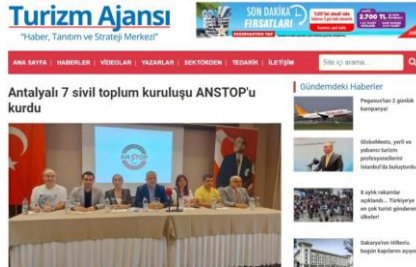 Turizm Ajansı
"Haber, Tanıtım ve Strateji Merkezi"
SON DAKİKA
FIRSATLARI
2.700 TL
ANA SAYFA | HABERLER | VİDEOLAR | YAZARLAR | SEKTÖRDEN | TEDARİK | İLETİŞİM
Site içi arama...
Antalyalı 7 sivil toplum kuruluşu ANSTOP'u
kurdu
ANSTOP
Gündemdeki Haberler
Pegasus'tan 2 günlük
kampanya!
GlobeMeets, yerli ve
yabancı turizm
profesyonellerini
İstanbul'da buluşturdu
8 aylık rakamlar
açıklandı... Türkiye'ye
en çok turist gönderen
ülkeler!
Sakarya'nın Hilton'u
bugün kapılarını açıyor